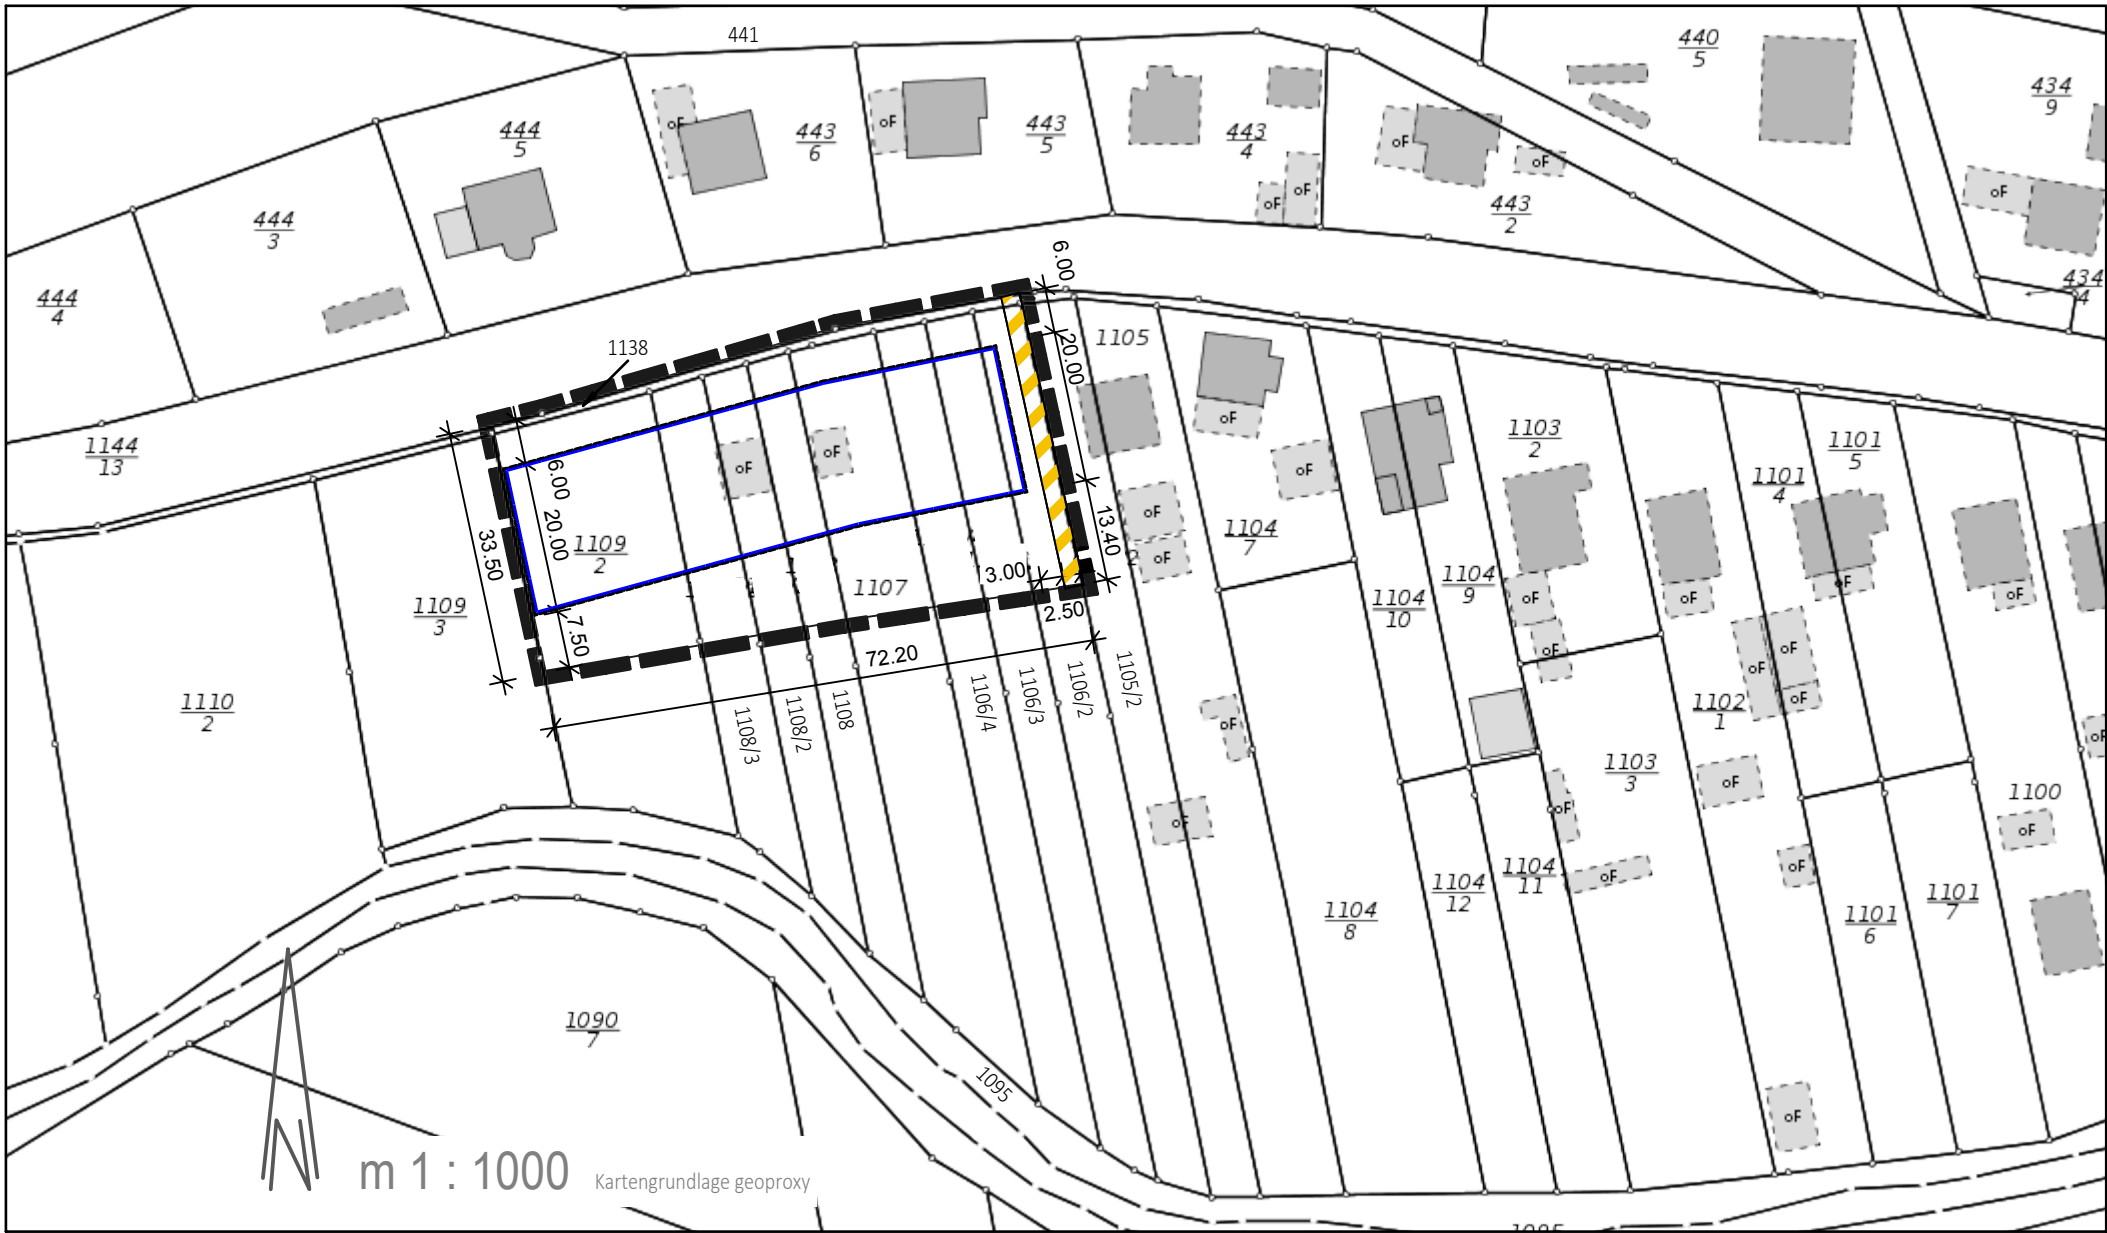 441
440
5
434
9
444
5
443
6
443
5
443
4
443
2
444
3
444
4
434
4
oF
oF
oF
oF
oF
oF
oF
6.00
20.00
13.40
1138
1105
1144
13
6.00
20.00
33.50
7.50
1109
2
1109
3
1107
3.00
2.50
72.20
oF
oF
oF
oF
oF
oF
1104
7
1103
2
1101
5
1101
4
1104
9
1104
10
oF
oF
oF
oF
oF
1110
2
1108/3
1108/2
1108
1106/4
1106/3
1106/2
1105/2
oF
oF
1102
1
1103
3
oF
oF
oF
oF
oF
oF
1100
oF
oF
oF
1104
11
1104
12
1104
8
1101
7
1101
6
1090
7
1095
oF
N
m 1 : 1000 Kartengrundlage geoproxy